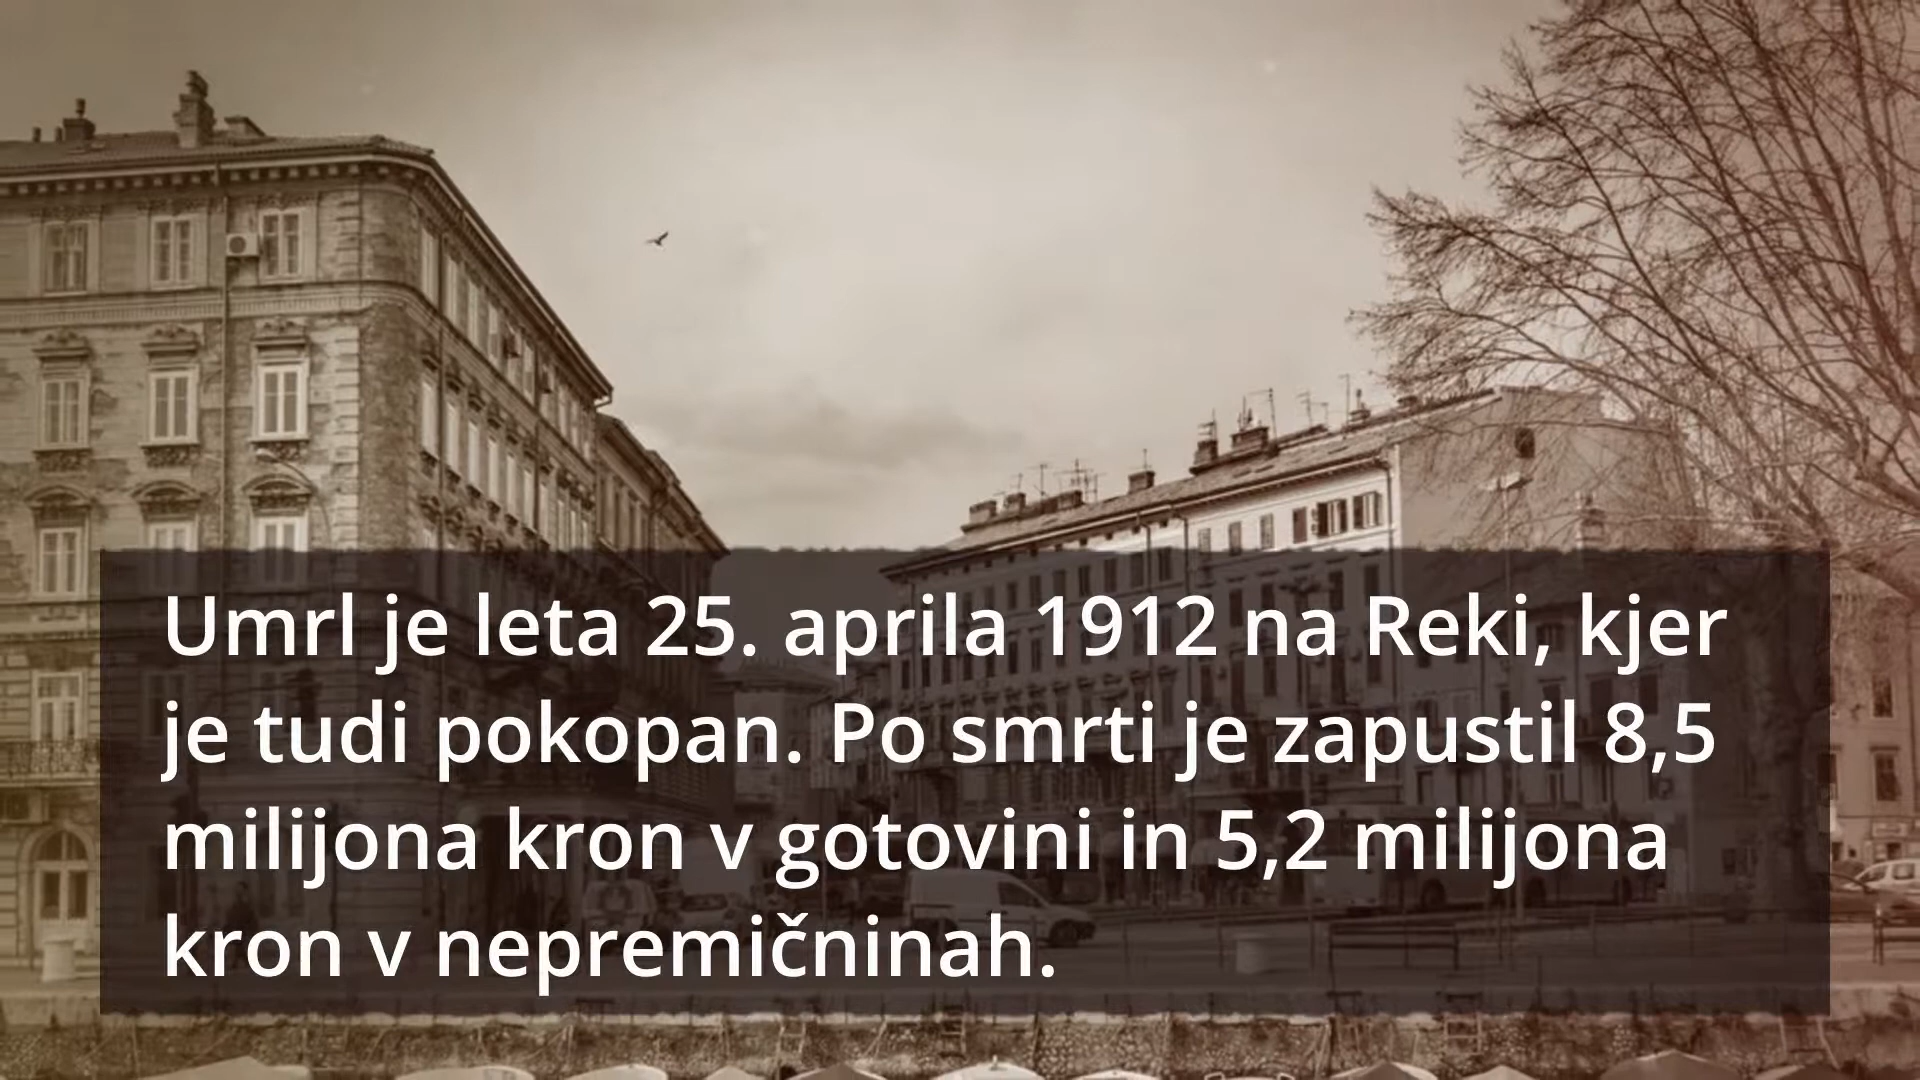 Umrl je leta 25. aprila 1912 na Reki, kjer
je tudi pokopan. Po smrti je zapustil 8,5
milijona kron v gotovini in 5,2 milijona
kron v nepremičninah.